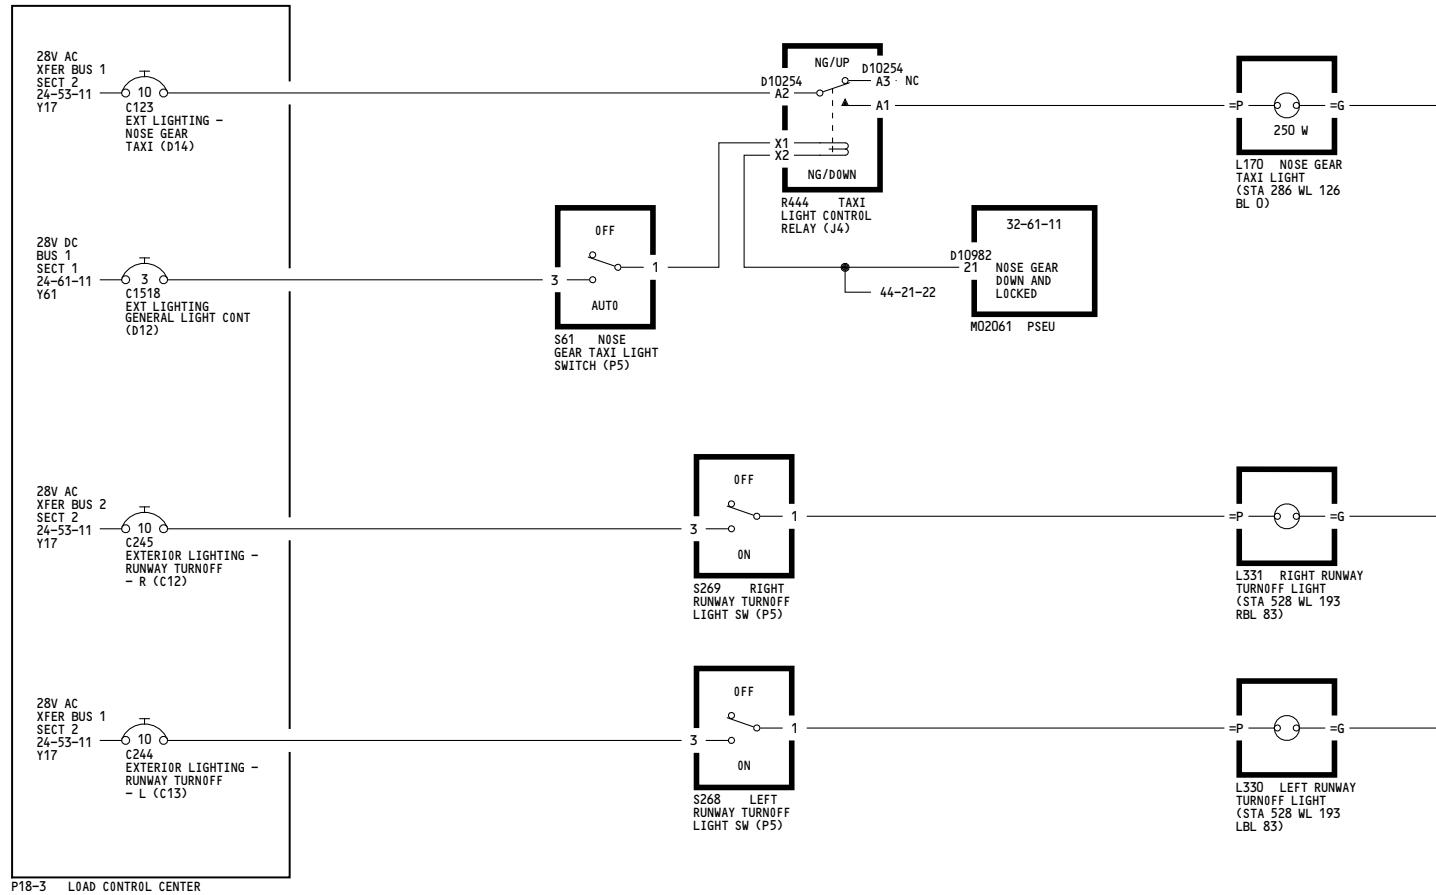 28V AC
XFER BUS 1
SECT 2
24-53-11
Y17
10
C123
EXT LIGHTING -
NOSE GEAR
TAXI (D14)
NG/UP
D10254
A2
D10254
A3 · NC
A1
X1
X2
NG/DOWN
R444 TAXI
LIGHT CONTROL
RELAY (J4)
=P
=G
250 W
L170 NOSE GEAR
TAXI LIGHT
(STA 286 WL 126
BL 0)
28V DC
BUS 1
SECT 1
24-61-11
Y61
3
C1518
EXT LIGHTING
GENERAL LIGHT CONT
(D12)
OFF
3
1
AUTO
S61 NOSE
GEAR TAXI LIGHT
SWITCH (P5)
44-21-22
32-61-11
D10982
21
NOSE GEAR
DOWN AND
LOCKED
M02061 PSEU
28V AC
XFER BUS 2
SECT 2
24-53-11
Y17
10
C245
EXTERIOR LIGHTING -
RUNWAY TURNOFF
- R (C12)
OFF
3
1
ON
S269 RIGHT
RUNWAY TURNOFF
LIGHT SW (P5)
=P
=G
L331 RIGHT RUNWAY
TURNOFF LIGHT
(STA 528 WL 193
RBL 83)
28V AC
XFER BUS 1
SECT 2
24-53-11
Y17
10
C244
EXTERIOR LIGHTING -
RUNWAY TURNOFF
- L (C13)
OFF
3
1
ON
S268 LEFT
RUNWAY TURNOFF
LIGHT SW (P5)
=P
=G
L330 LEFT RUNWAY
TURNOFF LIGHT
(STA 528 WL 193
LBL 83)
P18-3 LOAD CONTROL CENTER